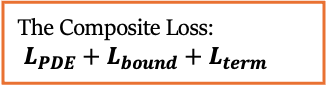 The Composite Loss:
L_PDE + L_bound + L_term